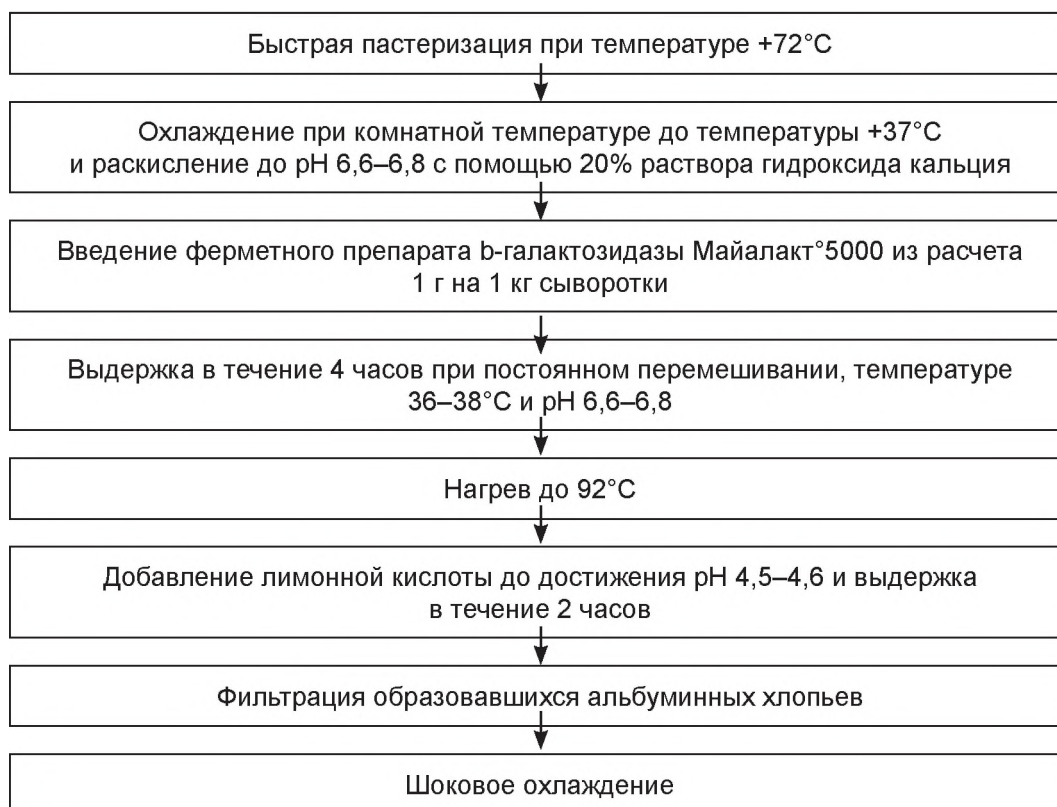 Быстрая пастеризация при температуре +72°С
Охлаждение при комнатной температуре до температуры +37°С
и раскисление до рН 6,6–6,8 с помощью 20% раствора гидроксида кальция
Введение ферметного препарата b-галактозидазы Майалакт°5000 из расчета
1 г на 1 кг сыворотки
Выдержка в течение 4 часов при постоянном перемешивании, температуре
36–38°С и рН 6,6–6,8
Нагрев до 92°С
Добавление лимонной кислоты до достижения рН 4,5–4,6 и выдержка
в течение 2 часов
Фильтрация образовавшихся альбуминных хлопьев
Шоковое охлаждение